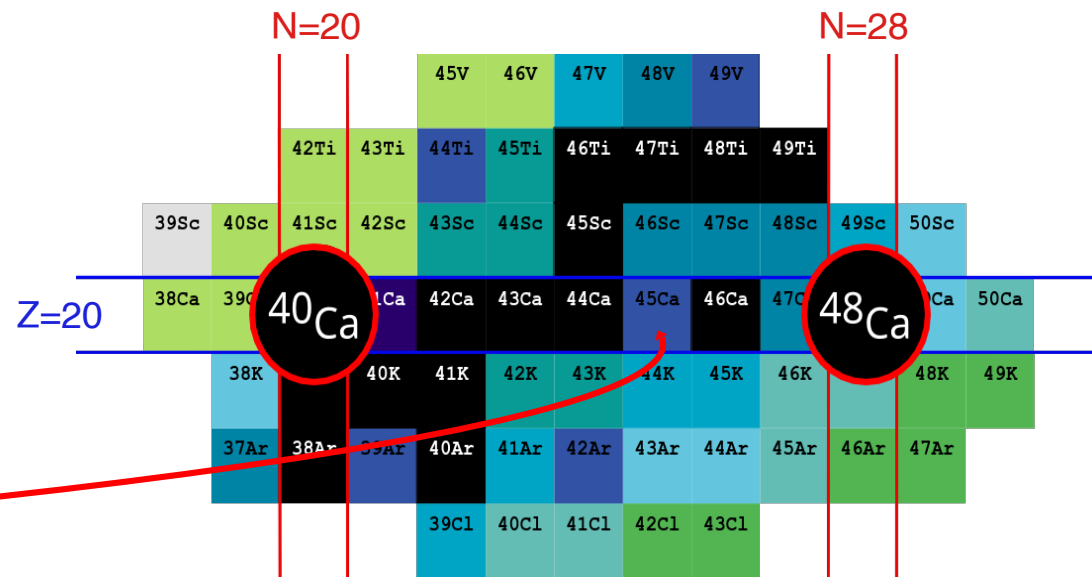 N=20 N=28
45V 46V 47V 48V 49V
42Ti 43Ti 44Ti 45Ti 46Ti 47Ti 48Ti 49Ti
39Sc 40Sc 41Sc 42Sc 43Sc 44Sc 45Sc 46Sc 47Sc 48Sc 49Sc 50Sc
Z=20 38Ca 40Ca 42Ca 43Ca 44Ca 45Ca 46Ca 48Ca 50Ca
38K 40K 41K 42K 43K 44K 45K 46K 48K 49K
37Ar 38Ar 39Ar 40Ar 41Ar 42Ar 43Ar 44Ar 45Ar 46Ar 47Ar
39Cl 40Cl 41Cl 42Cl 43Cl